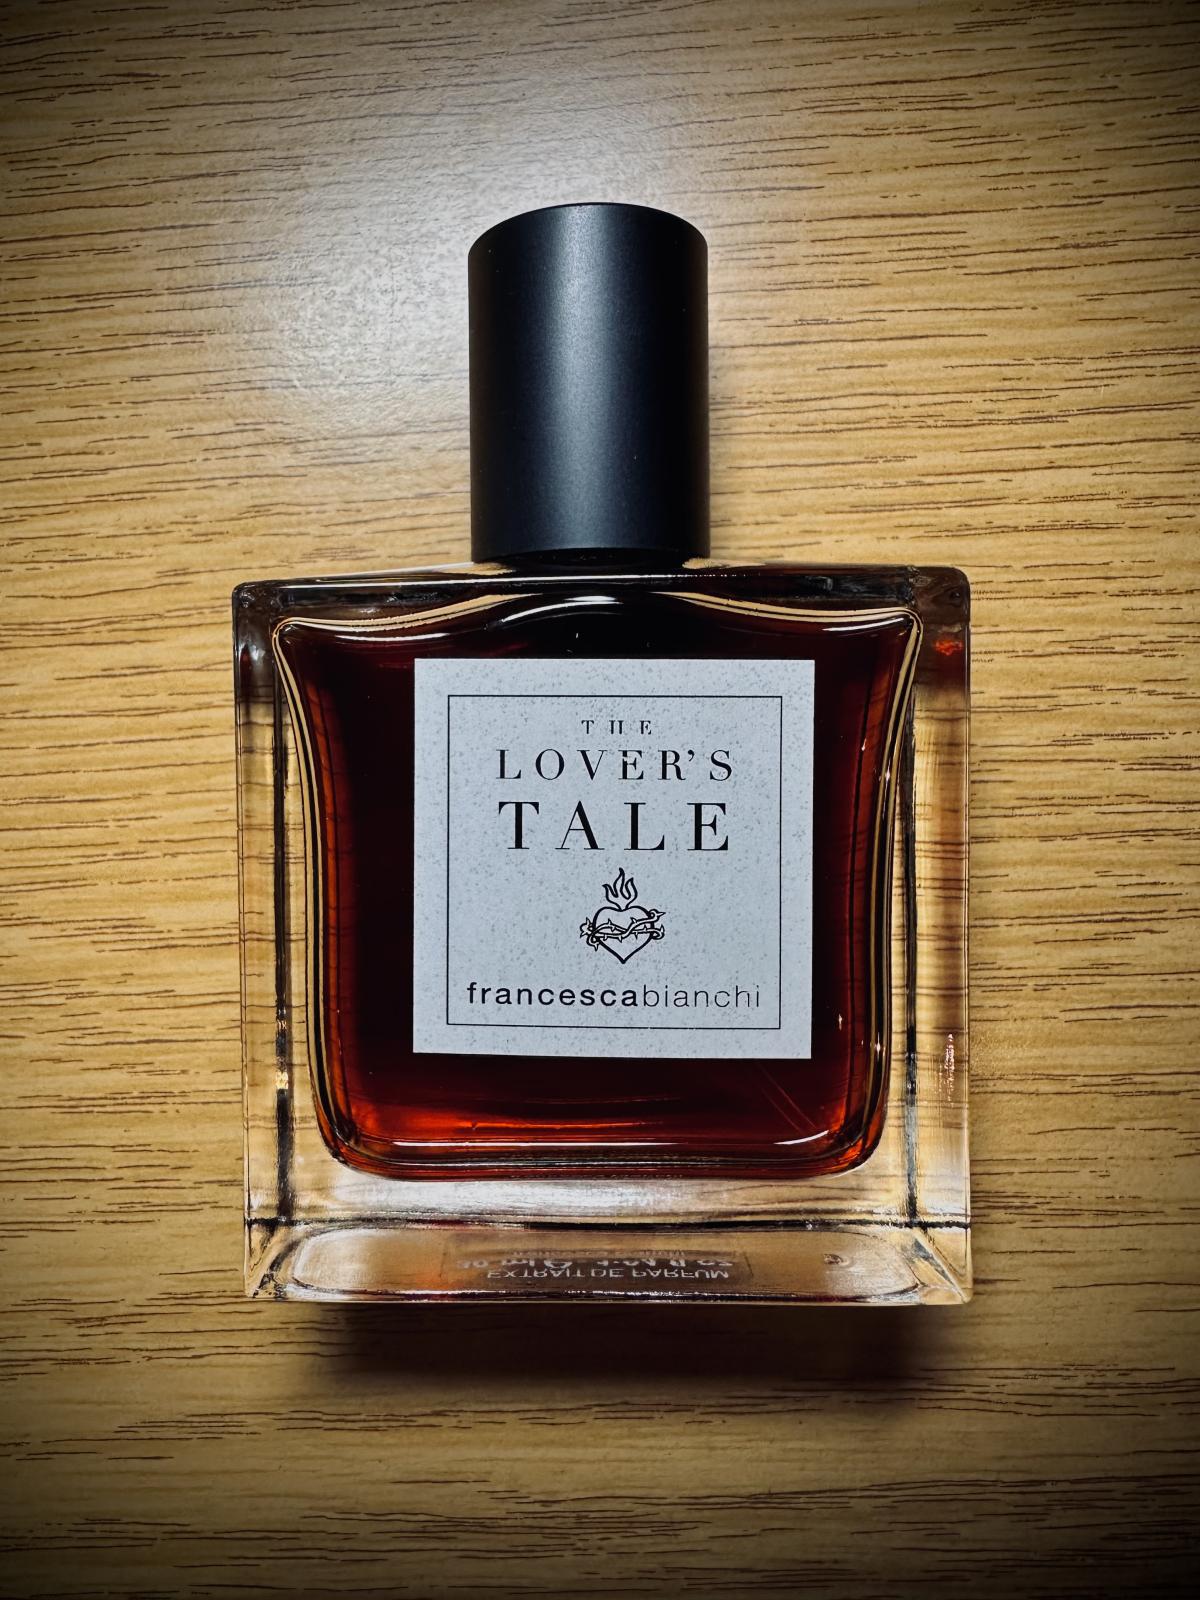 THE
LOVER'S
TALE
francescabianchi
EXTRAIT DE PARFUM